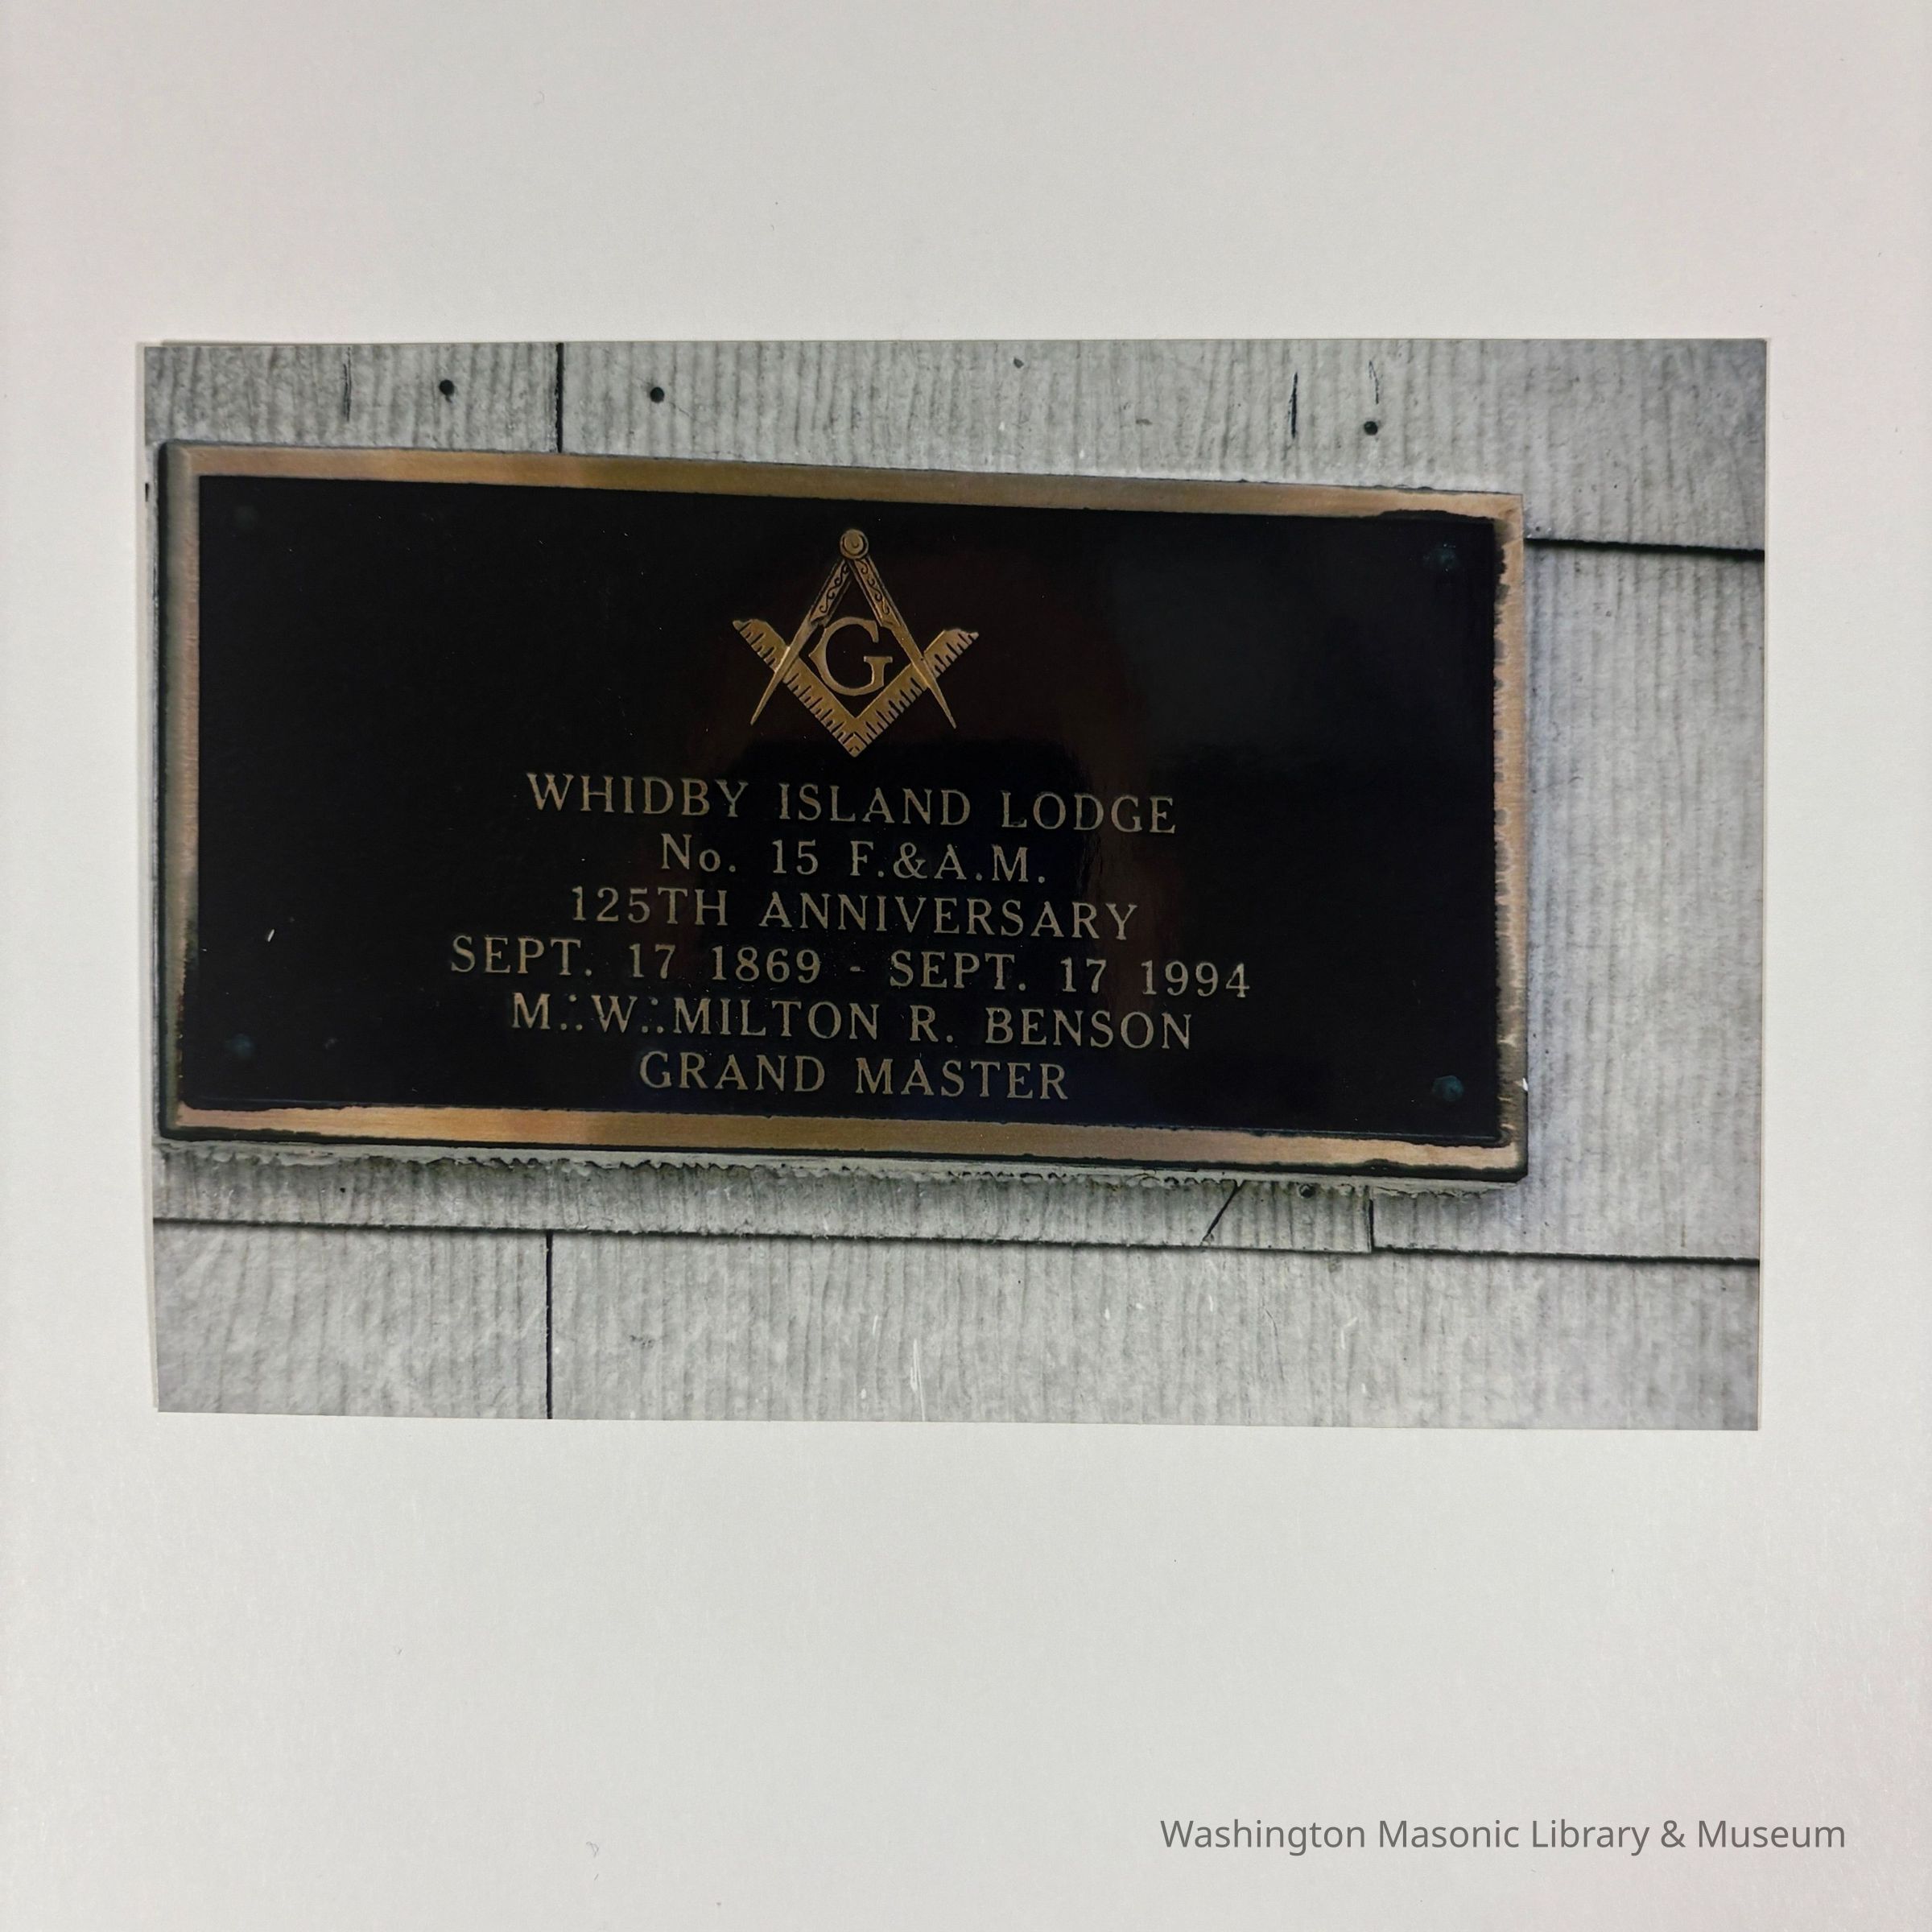 G
WHIDBY ISLAND LODGE
No. 15 F.&A.M.
125TH ANNIVERSARY
SEPT. 17 1869 - SEPT. 17 1994
M∴W∴MILTON R. BENSON
GRAND MASTER
Washington Masonic Library & Museum